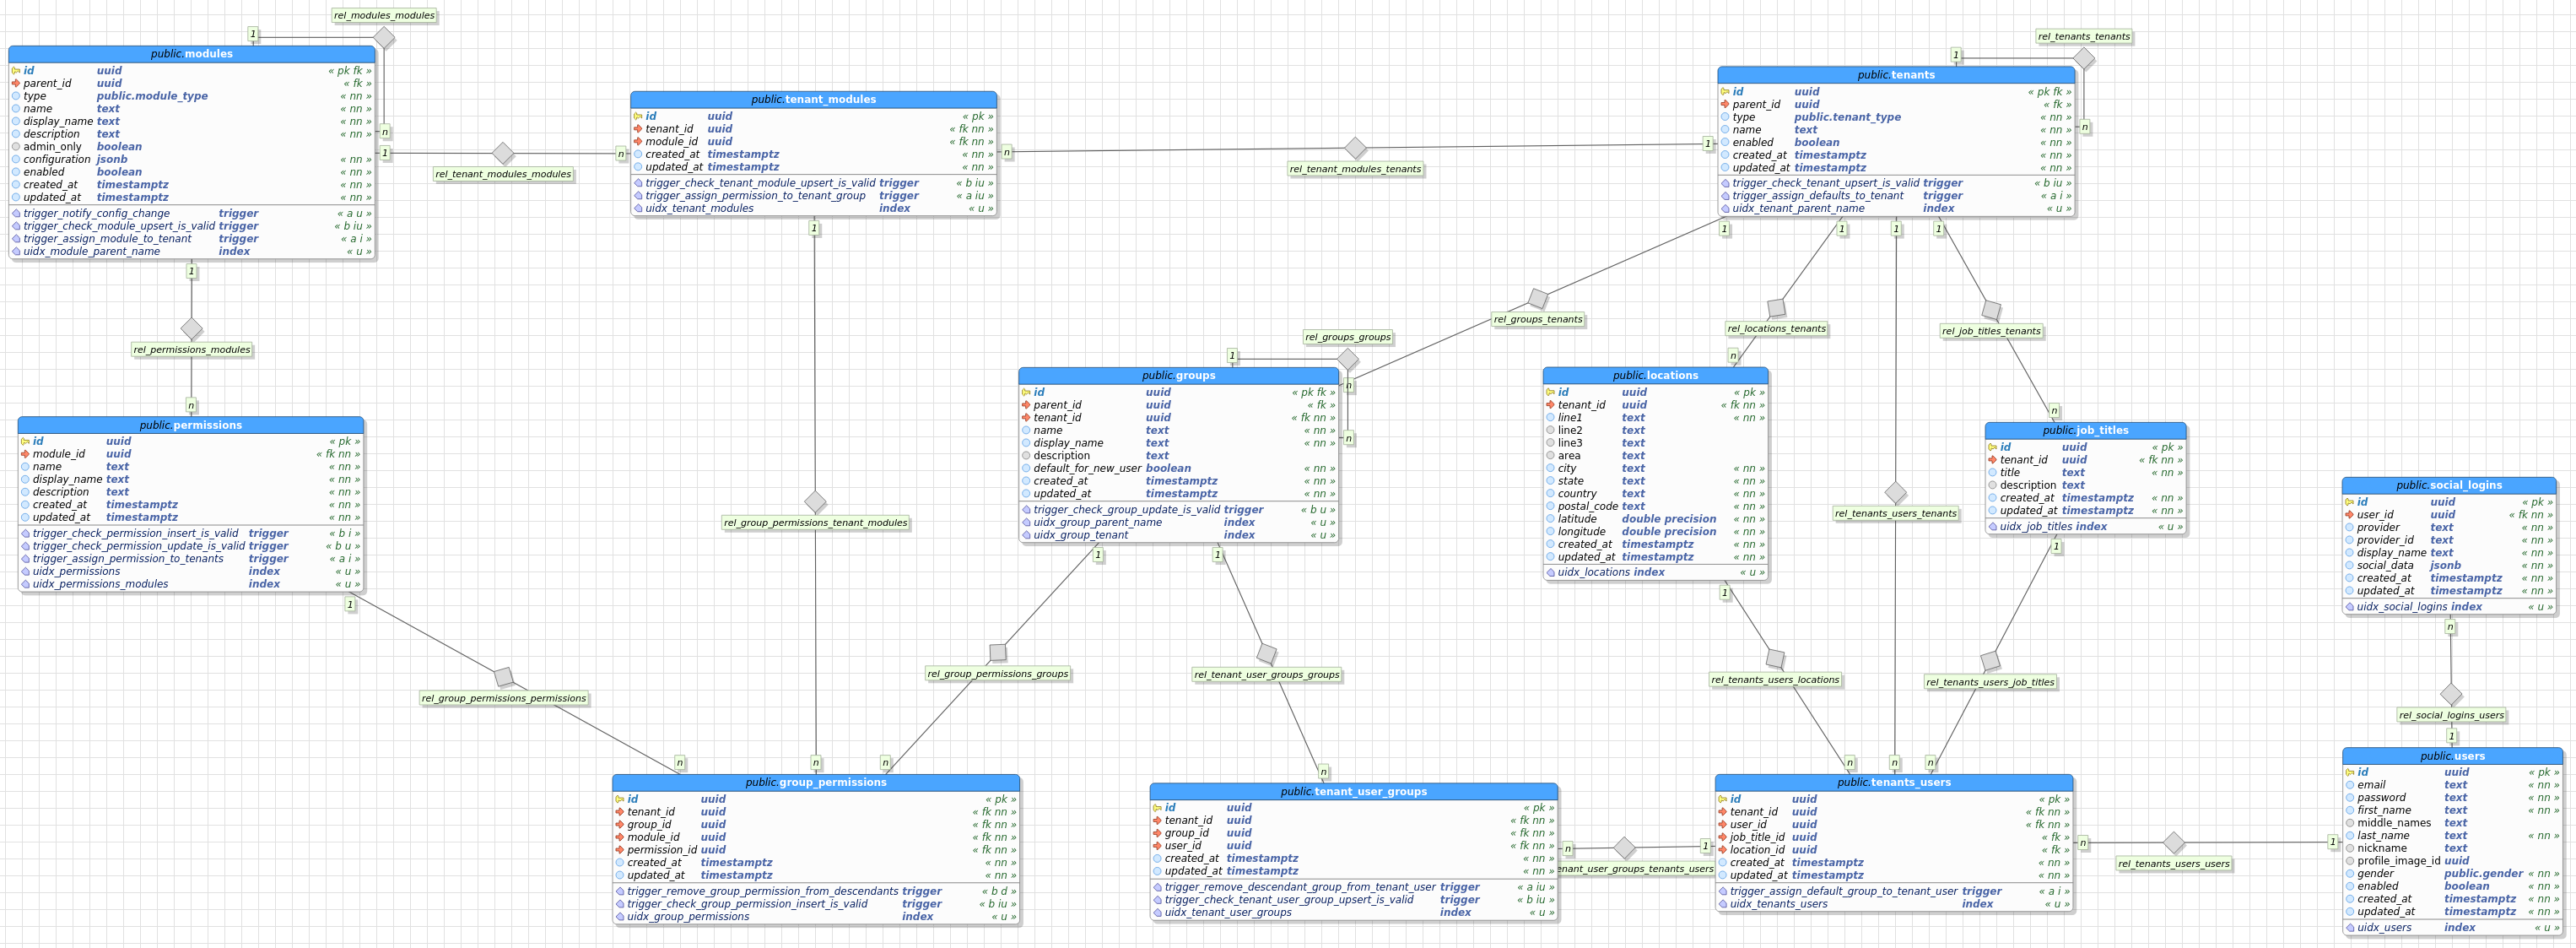 rel_modules_modules
1
public.modules
id uuid « pk fk »
parent_id uuid « fk »
type public.module_type « nn »
name text « nn »
display_name text « nn »
description text « nn »
admin_only boolean
configuration jsonb « nn »
enabled boolean « nn »
created_at timestamptz « nn »
updated_at timestamptz « nn »
trigger_notify_config_change trigger « a u »
trigger_check_module_upsert_is_valid trigger « b iu »
trigger_assign_module_to_tenant trigger « a i »
uidx_module_parent_name index « u »
n
1
rel_tenant_modules_modules
n
public.tenant_modules
id uuid « pk »
tenant_id uuid « fk nn »
module_id uuid « fk nn »
created_at timestamptz « nn »
updated_at timestamptz « nn »
trigger_check_tenant_module_upsert_is_valid trigger « b iu »
trigger_assign_permission_to_tenant_group trigger « a iu »
uidx_tenant_modules index « u »
n
rel_tenant_modules_tenants
1
rel_tenants_tenants
1
public.tenants
id uuid « pk fk »
parent_id uuid « fk »
type public.tenant_type « nn »
name text « nn »
enabled boolean « nn »
created_at timestamptz « nn »
updated_at timestamptz « nn »
trigger_check_tenant_upsert_is_valid trigger « b iu »
trigger_assign_defaults_to_tenant trigger « a i »
uidx_tenant_parent_name index « u »
n
1
1
1
1
1
1
rel_permissions_modules
n
rel_groups_tenants
rel_locations_tenants
rel_job_titles_tenants
rel_groups_groups
1
n
public.groups
id uuid « pk fk »
parent_id uuid « fk »
tenant_id uuid « fk nn »
name text « nn »
display_name text « nn »
description text
default_for_new_user boolean « nn »
created_at timestamptz « nn »
updated_at timestamptz « nn »
trigger_check_group_update_is_valid trigger « b u »
uidx_group_parent_name index « u »
uidx_group_tenant index « u »
n
1
1
n
public.locations
id uuid « pk »
tenant_id uuid « fk nn »
line1 text « nn »
line2 text
line3 text
area text
city text « nn »
state text « nn »
country text « nn »
postal_code text « nn »
latitude double precision « nn »
longitude double precision « nn »
created_at timestamptz « nn »
updated_at timestamptz « nn »
uidx_locations index « u »
1
rel_tenants_users_tenants
n
public.job_titles
id uuid « pk »
tenant_id uuid « fk nn »
title text « nn »
description text
created_at timestamptz « nn »
updated_at timestamptz « nn »
uidx_job_titles index « u »
1
public.permissions
id uuid « pk »
module_id uuid « fk nn »
name text « nn »
display_name text « nn »
description text « nn »
created_at timestamptz « nn »
updated_at timestamptz « nn »
trigger_check_permission_insert_is_valid trigger « b i »
trigger_check_permission_update_is_valid trigger « b u »
trigger_assign_permission_to_tenants trigger « a i »
uidx_permissions index « u »
uidx_permissions_modules index « u »
1
rel_group_permissions_tenant_modules
public.social_logins
id uuid « pk »
user_id uuid « fk nn »
provider text « nn »
provider_id text « nn »
display_name text « nn »
social_data jsonb « nn »
created_at timestamptz « nn »
updated_at timestamptz « nn »
uidx_social_logins index « u »
n
rel_group_permissions_permissions
rel_group_permissions_groups
rel_tenant_user_groups_groups
rel_tenants_users_locations
rel_tenants_users_job_titles
rel_social_logins_users
1
n
n
n
n
n
n
n
public.group_permissions
id uuid « pk »
tenant_id uuid « fk nn »
group_id uuid « fk nn »
module_id uuid « fk nn »
permission_id uuid « fk nn »
created_at timestamptz « nn »
updated_at timestamptz « nn »
trigger_remove_group_permission_from_descendants trigger « b d »
trigger_check_group_permission_insert_is_valid trigger « b iu »
uidx_group_permissions index « u »
public.tenant_user_groups
id uuid « pk »
tenant_id uuid « fk nn »
group_id uuid « fk nn »
user_id uuid « fk nn »
created_at timestamptz « nn »
updated_at timestamptz « nn »
trigger_remove_descendant_group_from_tenant_user trigger « a iu »
trigger_check_tenant_user_group_upsert_is_valid trigger « b iu »
uidx_tenant_user_groups index « u »
n
enant_user_groups_tenants_users
1
public.tenants_users
id uuid « pk »
tenant_id uuid « fk nn »
user_id uuid « fk nn »
job_title_id uuid « fk »
location_id uuid « fk »
created_at timestamptz « nn »
updated_at timestamptz « nn »
trigger_assign_default_group_to_tenant_user trigger « a i »
uidx_tenants_users index « u »
n
rel_tenants_users_users
1
public.users
id uuid « pk »
email text « nn »
password text « nn »
first_name text « nn »
middle_names text
last_name text « nn »
nickname text
profile_image_id uuid
gender public.gender « nn »
enabled boolean « nn »
created_at timestamptz « nn »
updated_at timestamptz « nn »
uidx_users index « u »